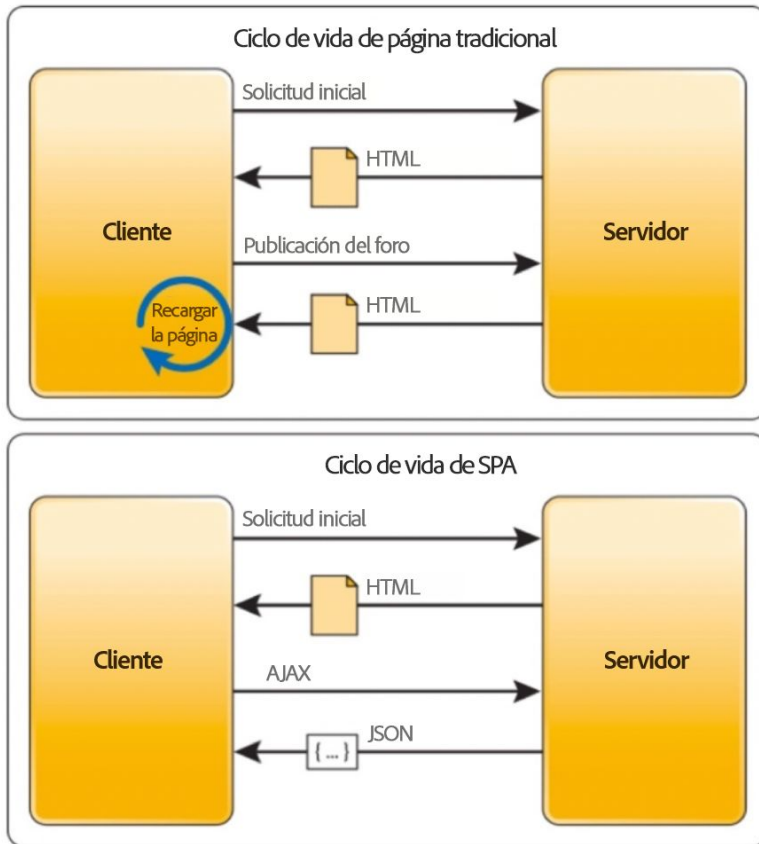 Ciclo de vida de página tradicional
Solicitud inicial
HTML
Cliente
Servidor
Publicación del foro
HTML
Recargar
la página
Ciclo de vida de SPA
Solicitud inicial
HTML
Cliente
Servidor
AJAX
JSON
{ ... }